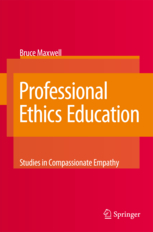 Bruce Maxwell
Professional
Ethics Education
Studies in Compassionate Empathy
Springer